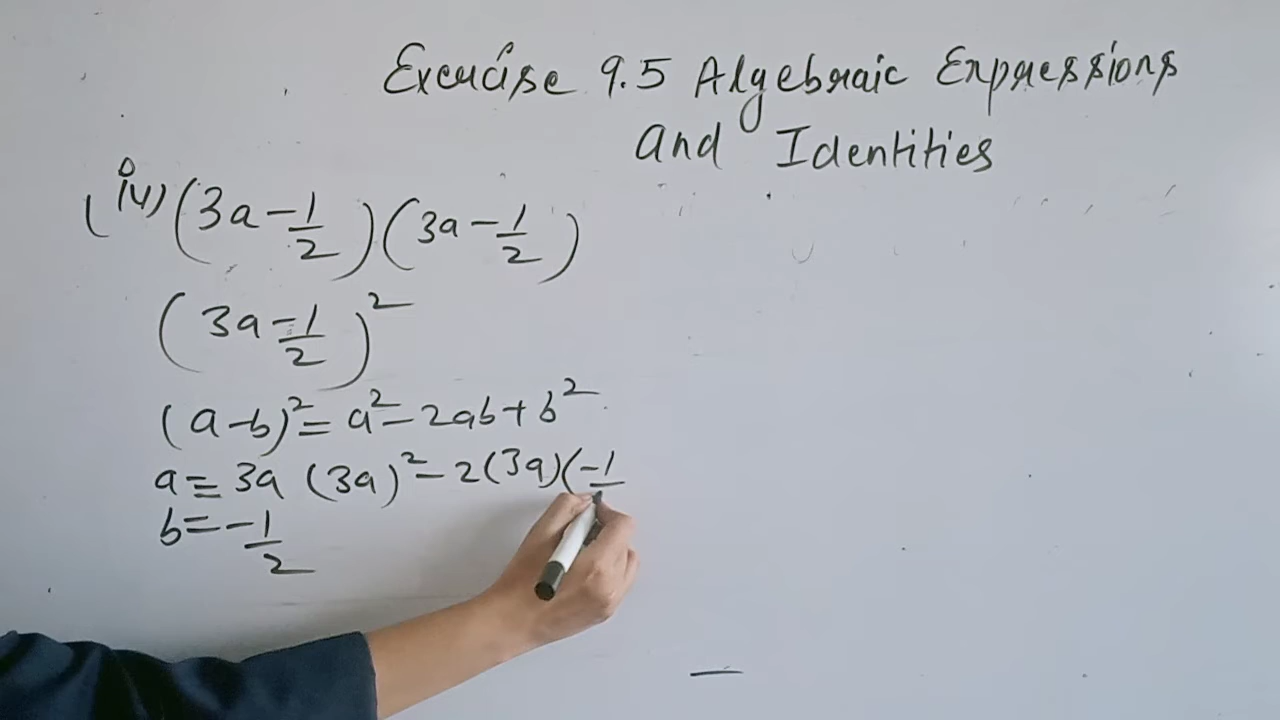 Exercise 9.5 Algebraic Expressions
and Identities
(iv) (3a - 1/2) (3a - 1/2)
(3a - 1/2)²
(a - b)² = a² - 2ab + b²
a = 3a (3a)² - 2(3a)(-1
b = -1/2